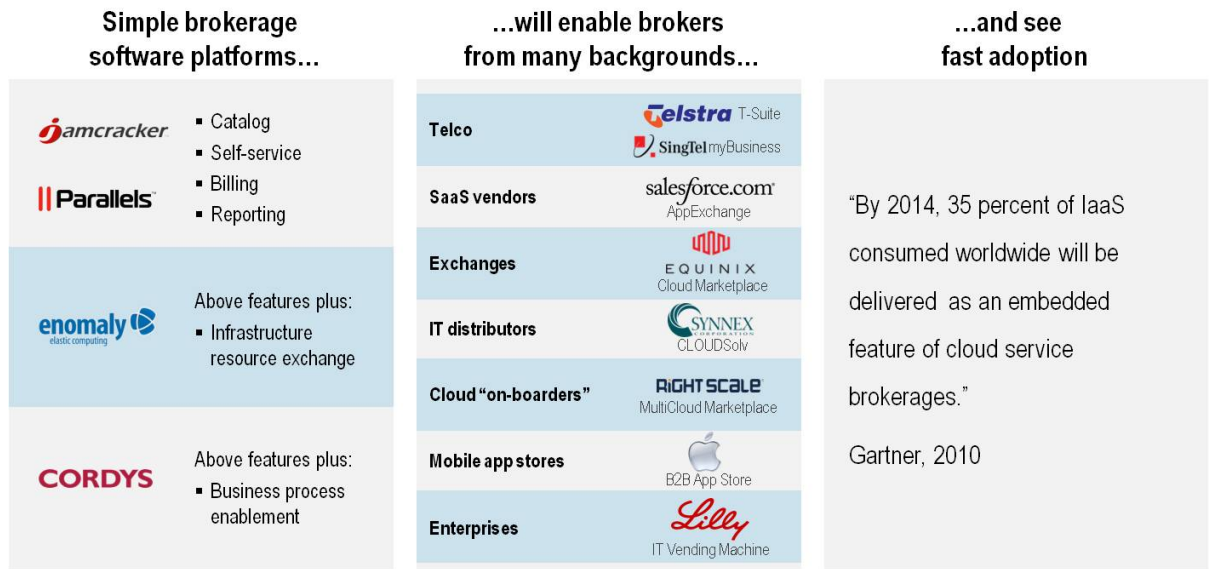 Simple brokerage
software platforms…
jamcracker
▪ Catalog
▪ Self-service
▪ Billing
▪ Reporting
Parallels™
enomaly
elastic computing
Above features plus:
▪ Infrastructure
resource exchange
CORDYS
Above features plus:
▪ Business process
enablement
…will enable brokers
from many backgrounds…
Telco
Telstra T-Suite
SingTel myBusiness
SaaS vendors
salesforce.com®
AppExchange
Exchanges
EQUINIX
Cloud Marketplace
IT distributors
SYNNEX
CORPORATION
CLOUDSolv
Cloud “on-boarders”
RIGHTSCALE
MultiCloud Marketplace
Mobile app stores
B2B App Store
Enterprises
Lilly
IT Vending Machine
…and see
fast adoption
“By 2014, 35 percent of IaaS
consumed worldwide will be
delivered as an embedded
feature of cloud service
brokerages.”
Gartner, 2010